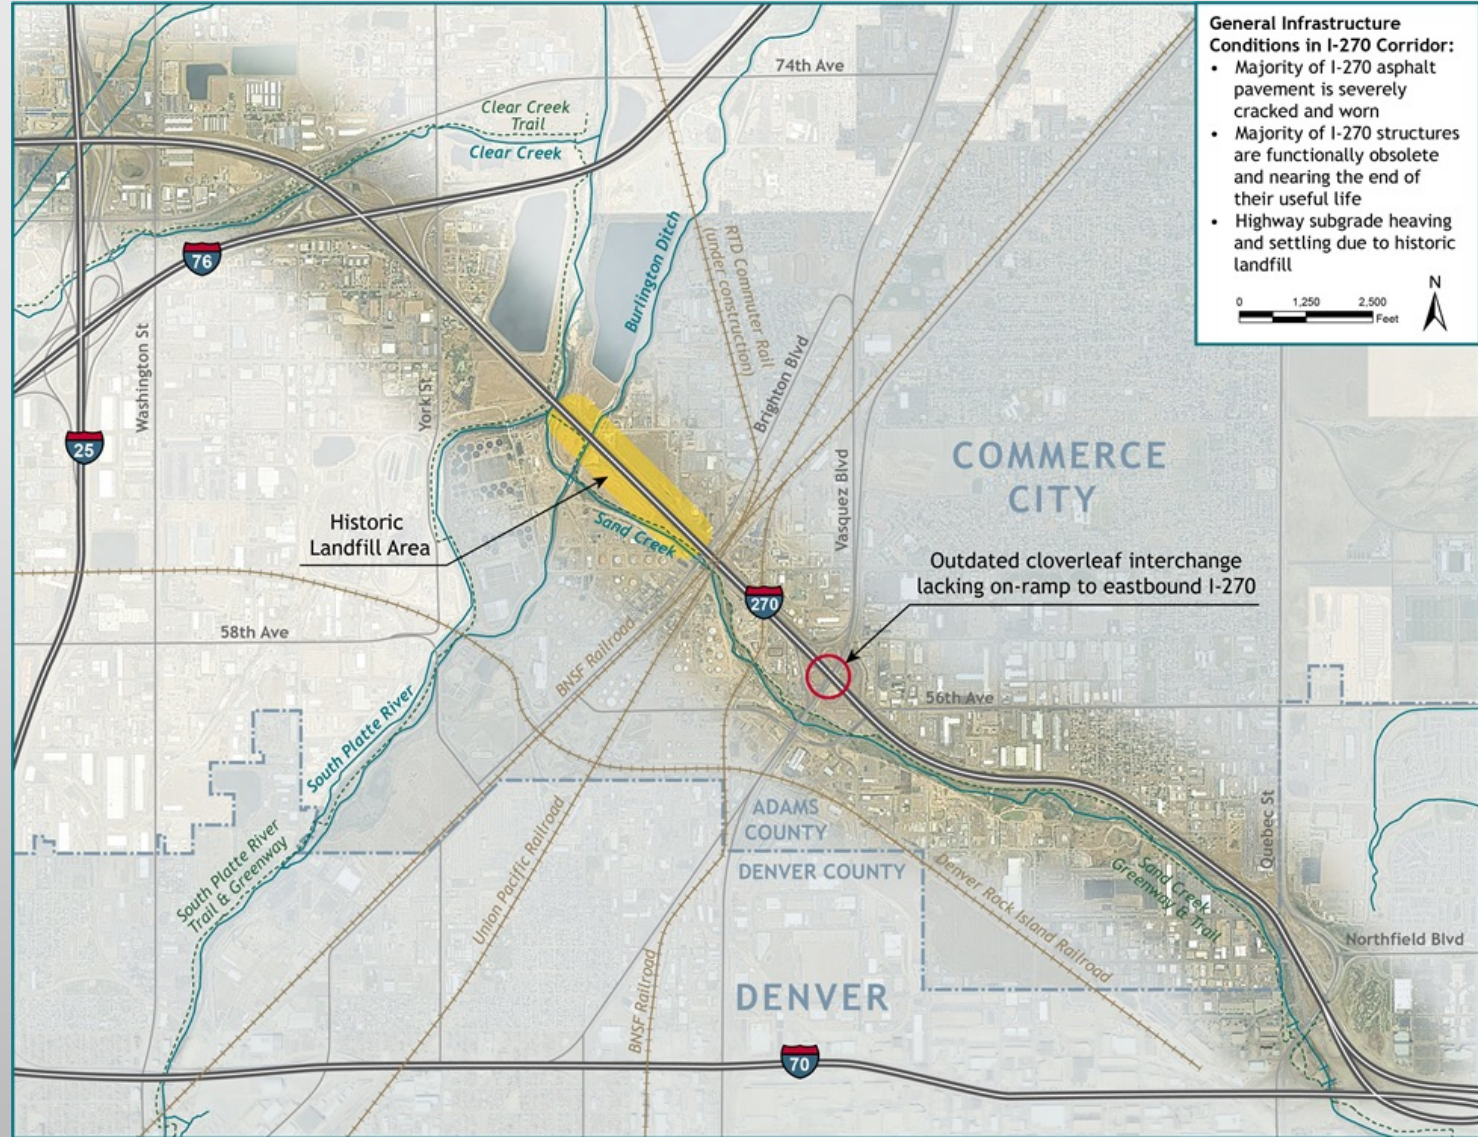 General Infrastructure
Conditions in I-270 Corridor:
• Majority of I-270 asphalt
pavement is severely
cracked and worn
• Majority of I-270 structures
are functionally obsolete
and nearing the end of
their useful life
• Highway subgrade heaving
and settling due to historic
landfill
N
0 1,250 2,500
Feet
74th Ave
Clear Creek
Trail
Clear Creek
76
Burlington Ditch
RTD Commuter Rail
(under construction)
Brighton Blvd
Washington St
York St
25
Vasquez Blvd
COMMERCE
CITY
Historic
Landfill Area
Sand Creek
Outdated cloverleaf interchange
lacking on-ramp to eastbound I-270
270
58th Ave
BNSF Railroad
56th Ave
South Platte River
ADAMS
COUNTY
DENVER COUNTY
Quebec St
South Platte River
Trail & Greenway
Union Pacific Railroad
Denver Rock Island Railroad
Sand Creek
Greenway & Trail
Northfield Blvd
BNSF Railroad
DENVER
70